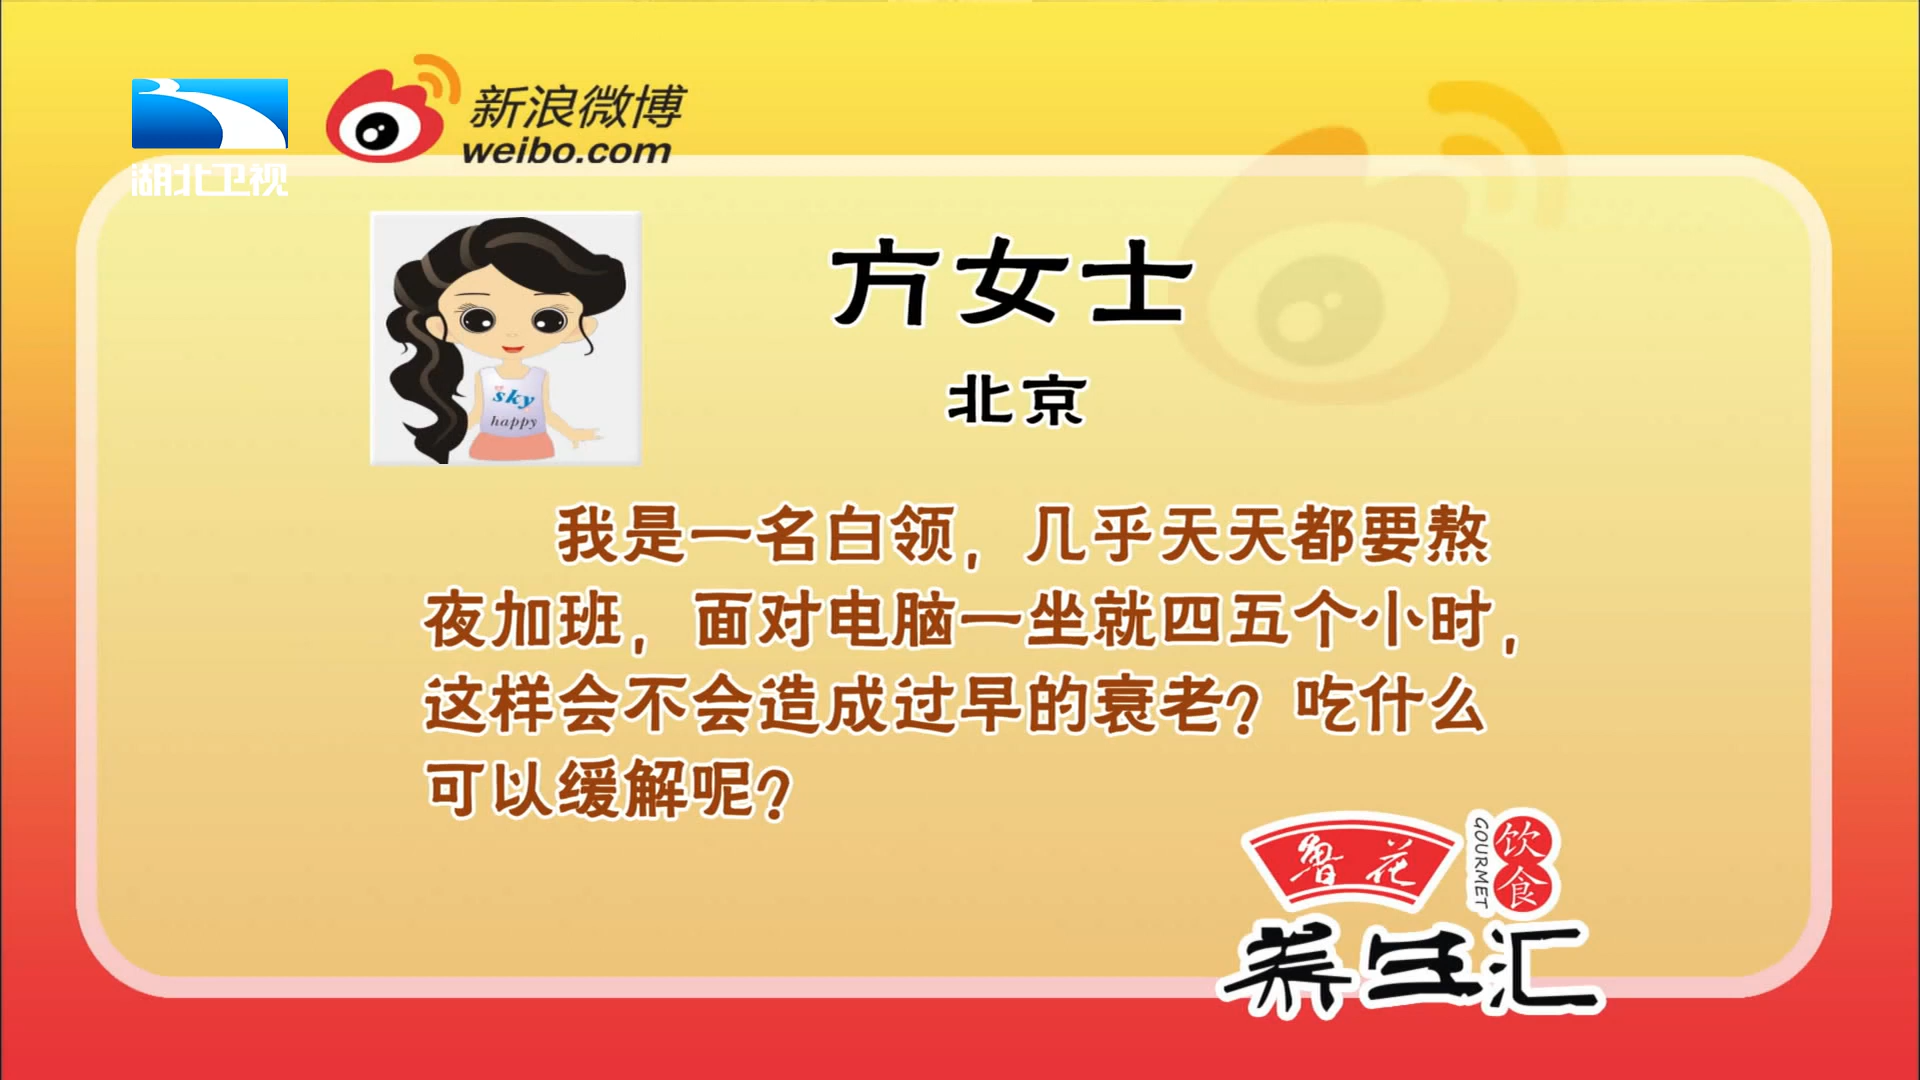 新浪微博
weibo.com
湖北卫视
方女士
北京
sky
happy
我是一名白领，几乎天天都要熬
夜加班，面对电脑一坐就四五个小时，
这样会不会造成过早的衰老？吃什么
可以缓解呢？
鲁花
GOURMET
饮食
养生汇